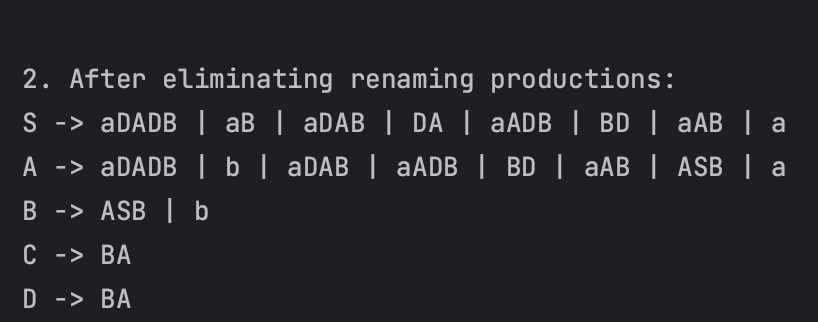 2. After eliminating renaming productions:
S -> aDADB | aB | aDAB | DA | aADB | BD | aAB | a
A -> aDADB | b | aDAB | aADB | BD | aAB | ASB | a
B -> ASB | b
C -> BA
D -> BA